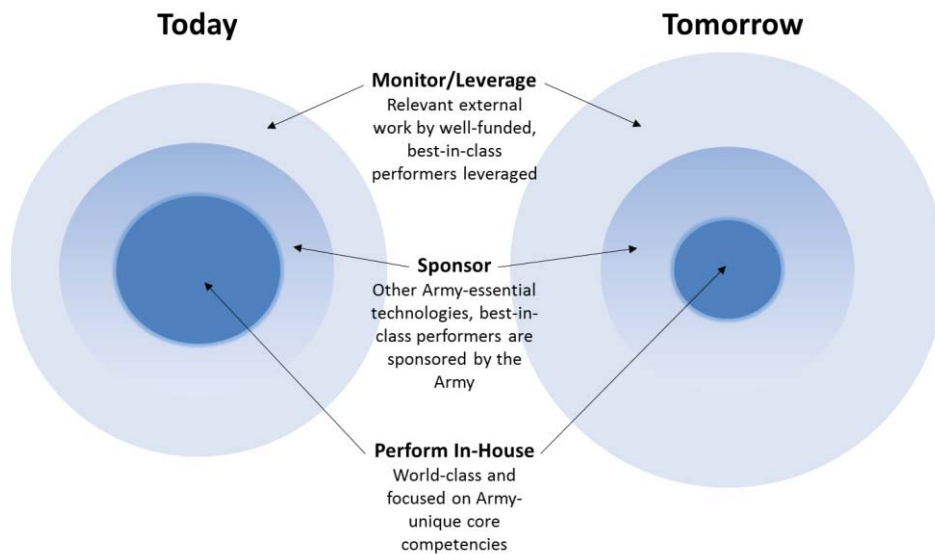 Today
Tomorrow
Monitor/Leverage
Relevant external
work by well-funded,
best-in-class
performers leveraged
Sponsor
Other Army-essential
technologies, best-in-
class performers are
sponsored by the
Army
Perform In-House
World-class and
focused on Army-
unique core
competencies